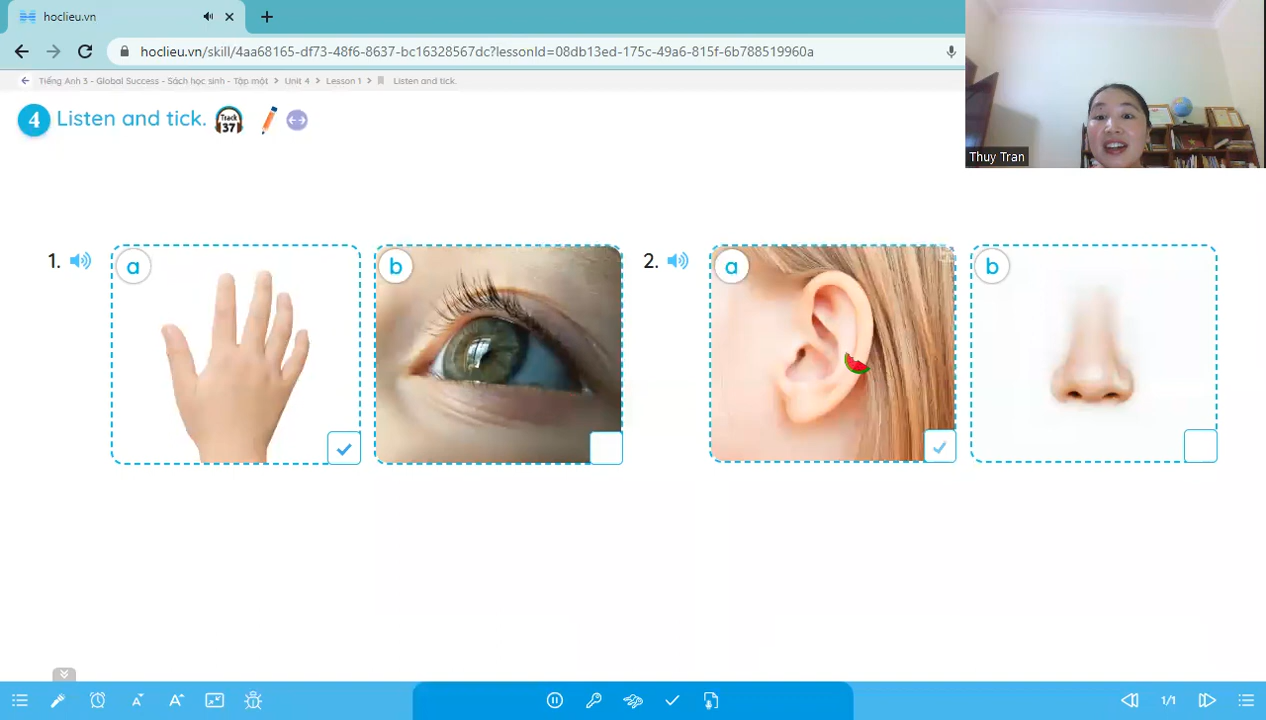 hoclieu.vn
hoclieu.vn/skill/4aa68165-df73-48f6-8637-bc16328567dc?lessonId=08db13ed-175c-49a6-815f-6b788519960a
Tiếng Anh 3 - Global Success - Sách học sinh - Tập một > Unit 4 > Lesson 1 > Listen and tick.
4 Listen and tick. Track 37
Thuy Tran
1. a b 2. a b
A A 1/1